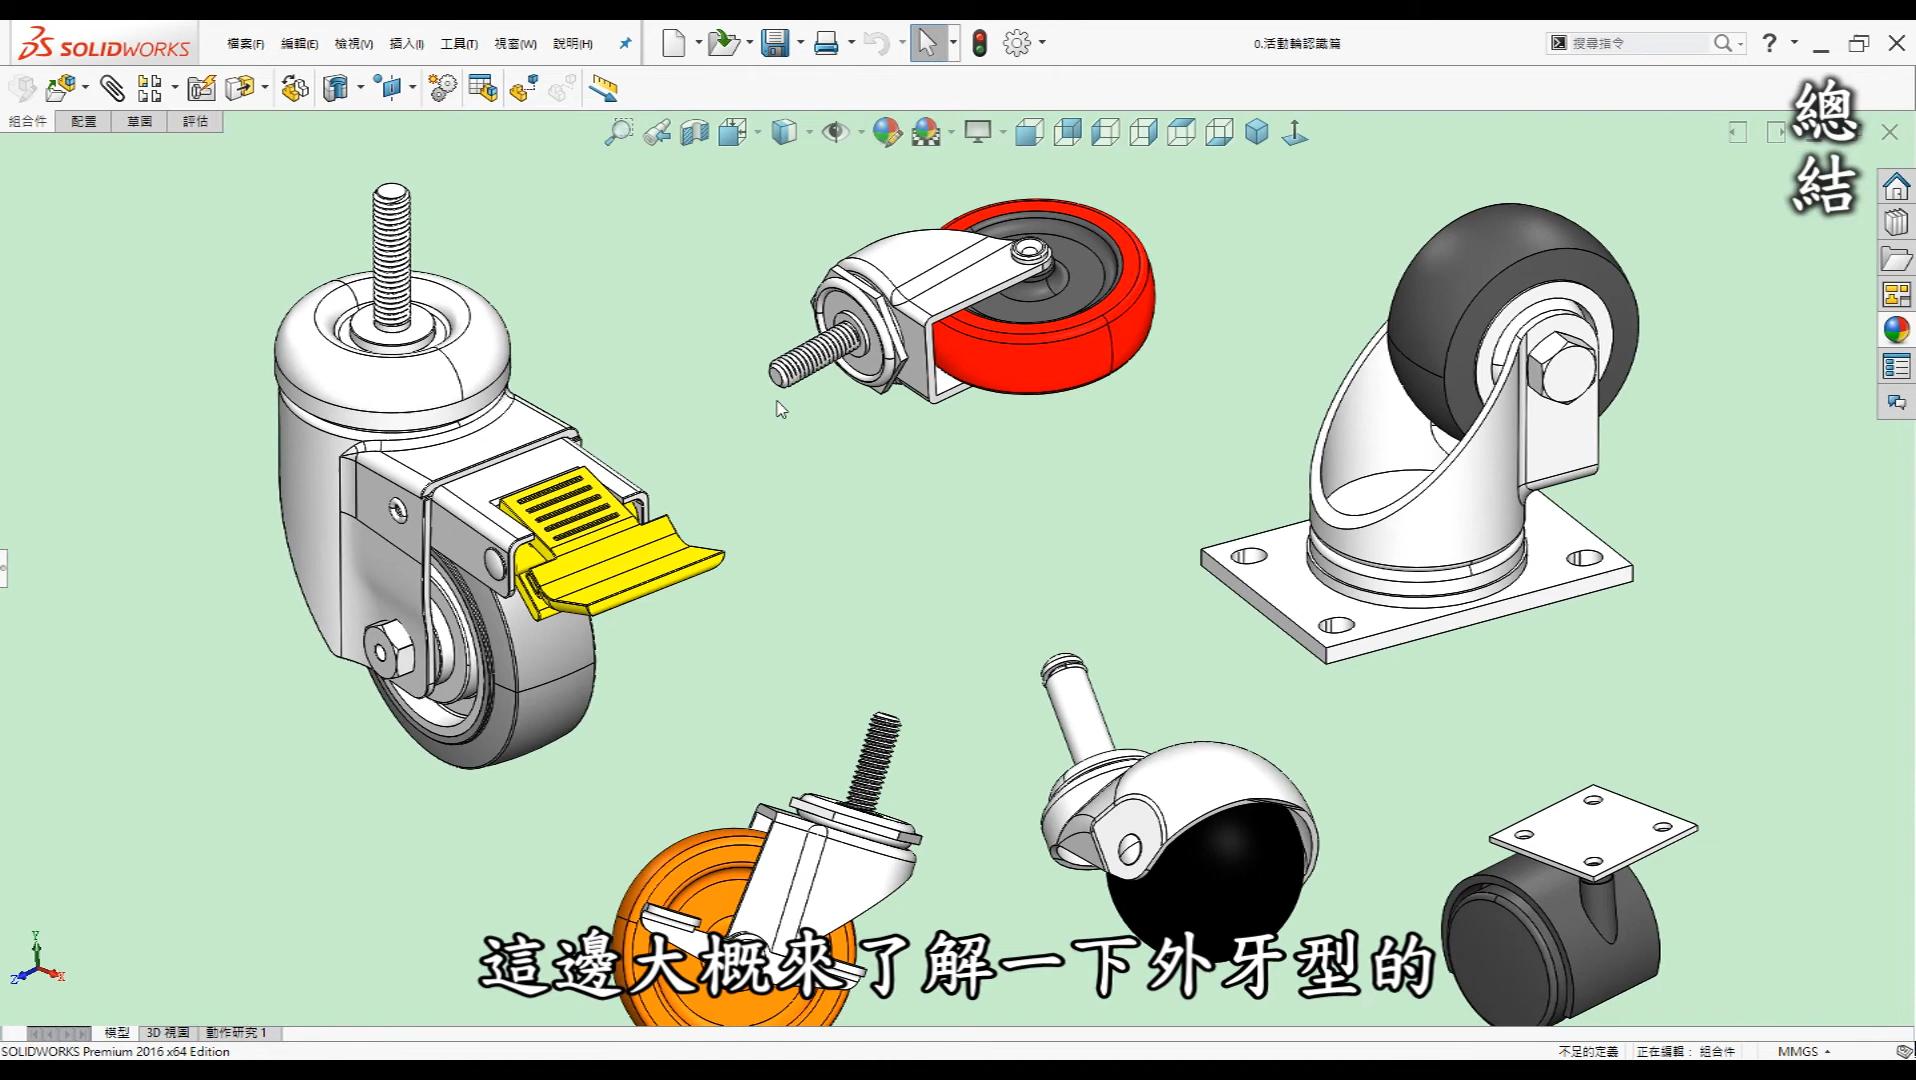 SOLIDWORKS
檔案(F) 編輯(E) 檢視(V) 插入(I) 工具(T) 視窗(W) 說明(H)
0.活動輪認識篇
搜尋指令
?
組合件 配置 草圖 評估
總結
這邊大概來了解一下外牙型的
Y
Z X
模型 3D 視圖 動作研究 1
SOLIDWORKS Premium 2016 x64 Edition
不足的定義 正在編輯: 組合件 MMGS